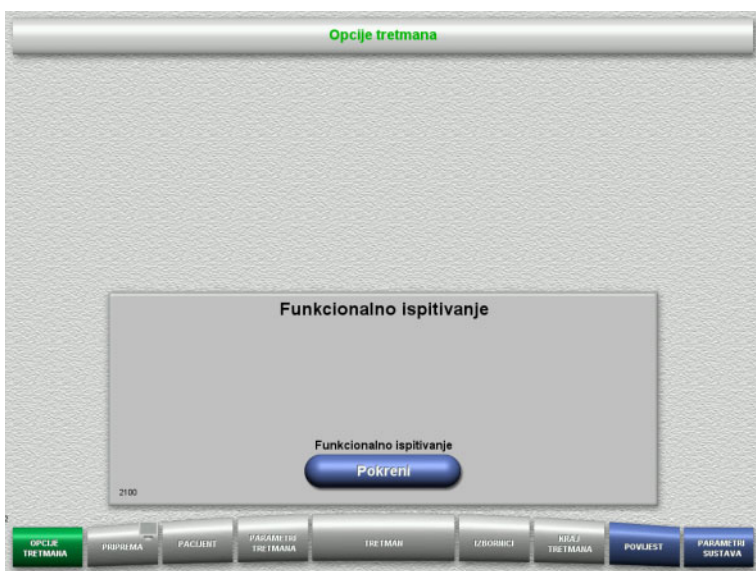 Opcije tretmana
Funkcionalno ispitivanje
Funkcionalno ispitivanje
Pokreni
2100
2
OPCIJE
TRETMANA
PRIPREMA
PACIJENT
PARAMETRI
TRETMANA
TRETMAN
IZBORNICI
KRAJ
TRETMANA
POVIJEST
PARAMETRI
SUSTAVA